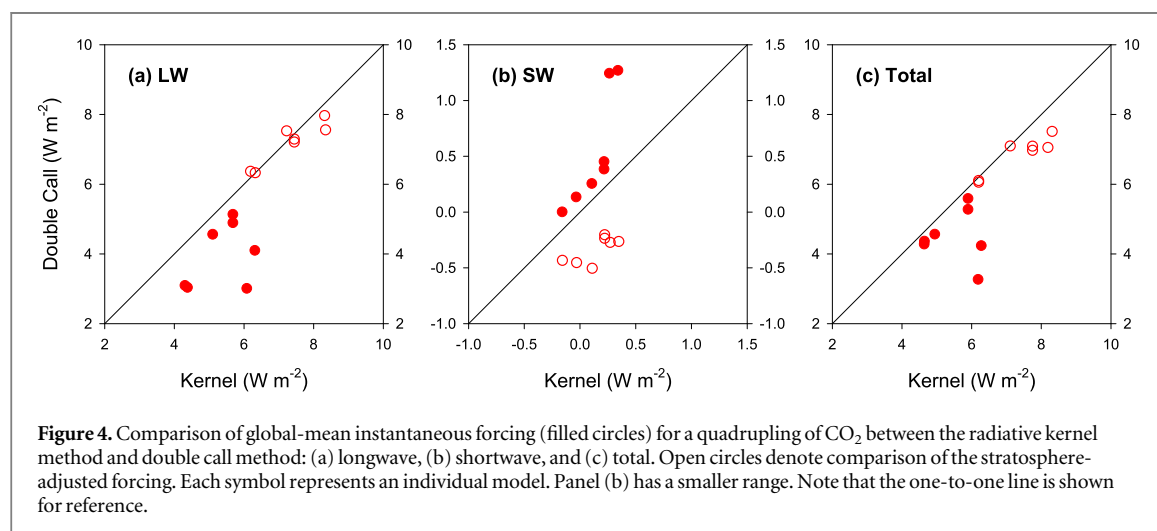 (a) LW
(b) SW
(c) Total
Double Call (W m-2)
10
8
6
4
2
10
8
6
4
2
2 4 6 8 10
Kernel (W m-2)
1.5
1.0
0.5
0.0
-0.5
-1.0
1.5
1.0
0.5
0.0
-0.5
-1.0
-1.0 -0.5 0.0 0.5 1.0 1.5
Kernel (W m-2)
10
8
6
4
2
10
8
6
4
2
2 4 6 8 10
Kernel (W m-2)
Figure 4. Comparison of global-mean instantaneous forcing (filled circles) for a quadrupling of CO2 between the radiative kernel
method and double call method: (a) longwave, (b) shortwave, and (c) total. Open circles denote comparison of the stratosphere-
adjusted forcing. Each symbol represents an individual model. Panel (b) has a smaller range. Note that the one-to-one line is shown
for reference.